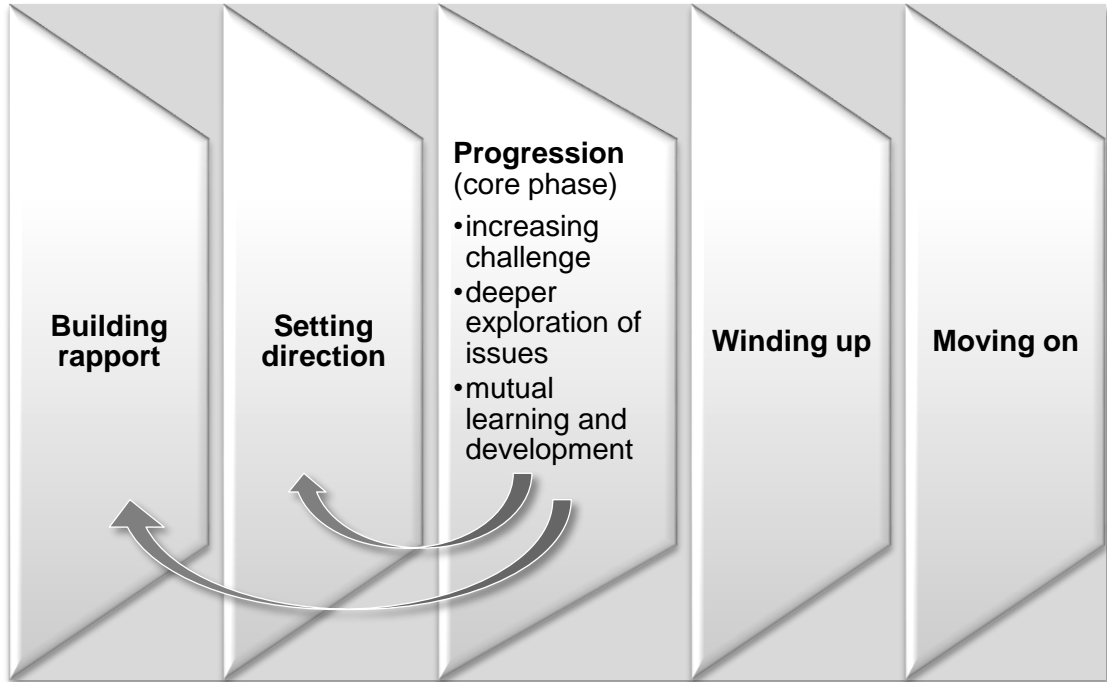 Building
rapport
Setting
direction
Progression
(core phase)
•increasing
challenge
•deeper
exploration of
issues
•mutual
learning and
development
Winding up
Moving on